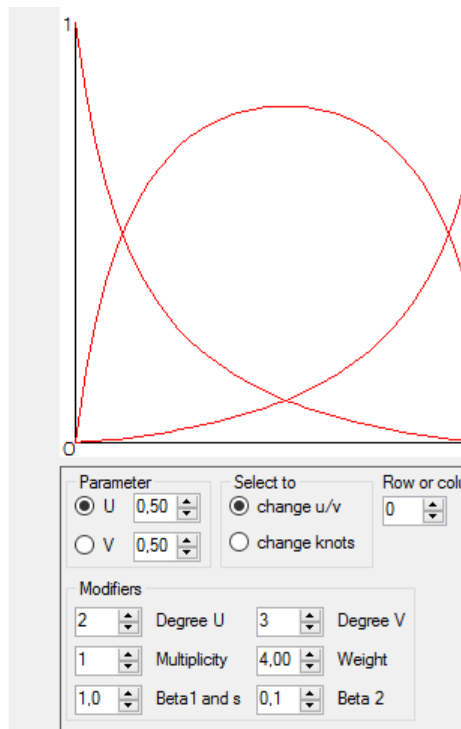 1
0
Parameter
Select to
Row or colu
U 0,50
change u/v
0
V 0,50
change knots
Modifiers
2 Degree U 3 Degree V
1 Multiplicity 4,00 Weight
1,0 Beta1 and s 0,1 Beta 2